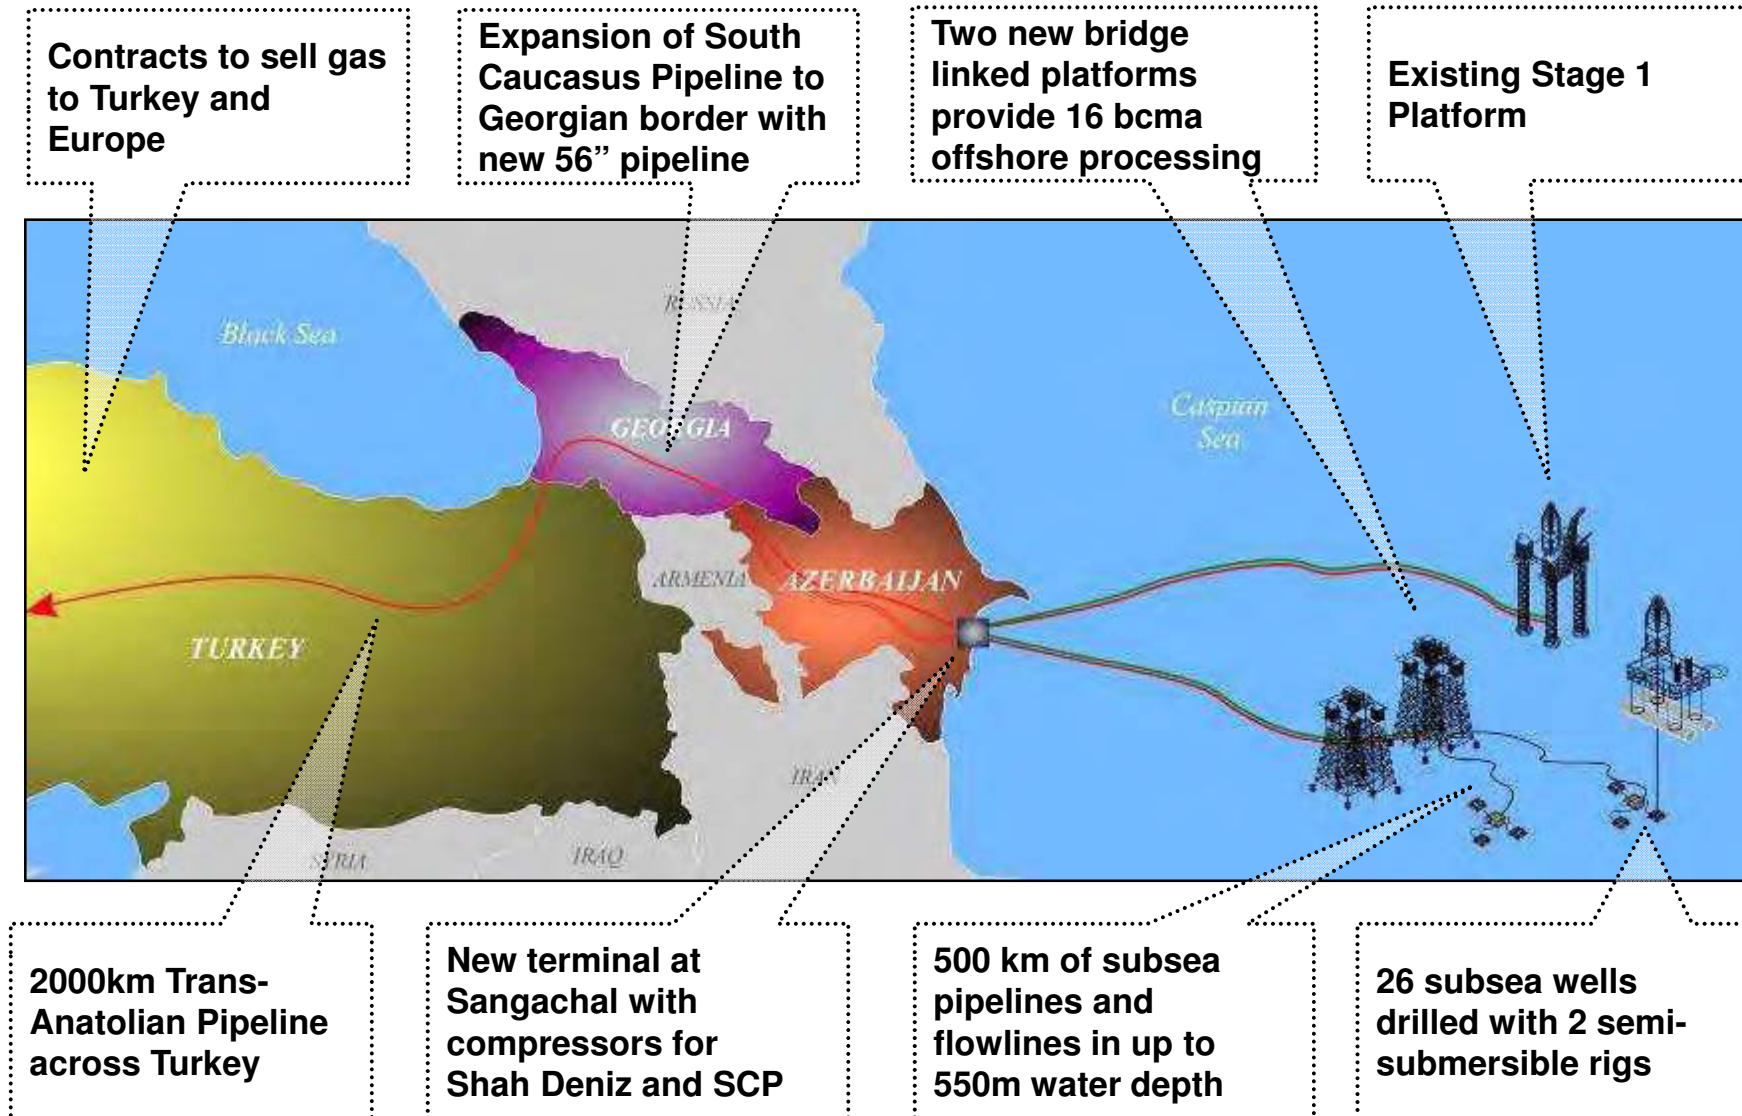 Contracts to sell gas
to Turkey and
Europe
Expansion of South
Caucasus Pipeline to
Georgian border with
new 56” pipeline
Two new bridge
linked platforms
provide 16 bcma
offshore processing
Existing Stage 1
Platform
RUSSIA
Black Sea
GEORGIA
Caspian
Sea
ARMENIA
AZERBAIJAN
TURKEY
IRAN
SYRIA
IRAQ
2000km Trans-
Anatolian Pipeline
across Turkey
New terminal at
Sangachal with
compressors for
Shah Deniz and SCP
500 km of subsea
pipelines and
flowlines in up to
550m water depth
26 subsea wells
drilled with 2 semi-
submersible rigs